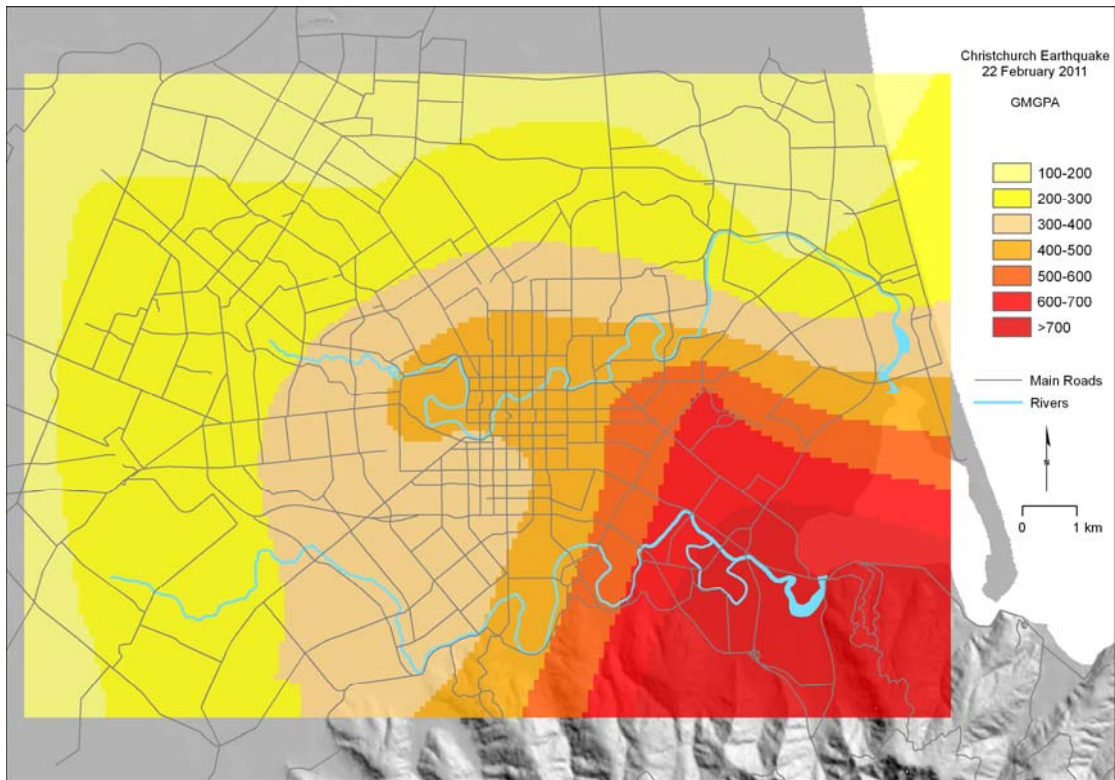 Christchurch Earthquake
22 February 2011
GMGPA
100-200
200-300
300-400
400-500
500-600
600-700
>700
Main Roads
Rivers
N
0 1 km